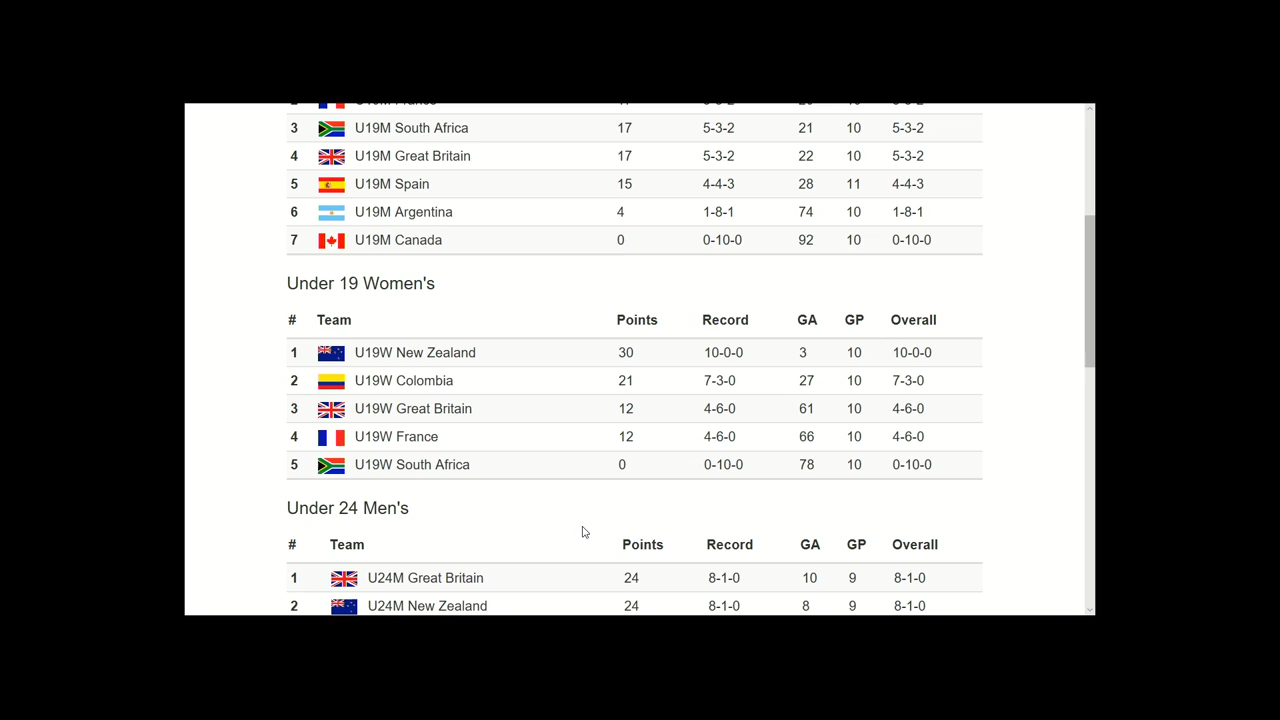 3 U19M South Africa 17 5-3-2 21 10 5-3-2
4 U19M Great Britain 17 5-3-2 22 10 5-3-2
5 U19M Spain 15 4-4-3 28 11 4-4-3
6 U19M Argentina 4 1-8-1 74 10 1-8-1
7 U19M Canada 0 0-10-0 92 10 0-10-0
Under 19 Women's
# Team Points Record GA GP Overall
1 U19W New Zealand 30 10-0-0 3 10 10-0-0
2 U19W Colombia 21 7-3-0 27 10 7-3-0
3 U19W Great Britain 12 4-6-0 61 10 4-6-0
4 U19W France 12 4-6-0 66 10 4-6-0
5 U19W South Africa 0 0-10-0 78 10 0-10-0
Under 24 Men's
# Team Points Record GA GP Overall
1 U24M Great Britain 24 8-1-0 10 9 8-1-0
2 U24M New Zealand 24 8-1-0 8 9 8-1-0